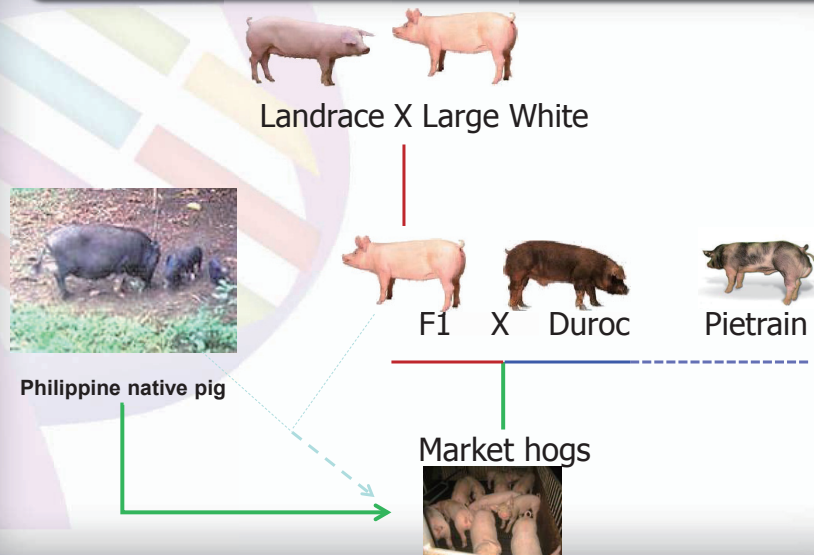 Landrace X Large White
F1 X Duroc Pietrain
Philippine native pig
Market hogs